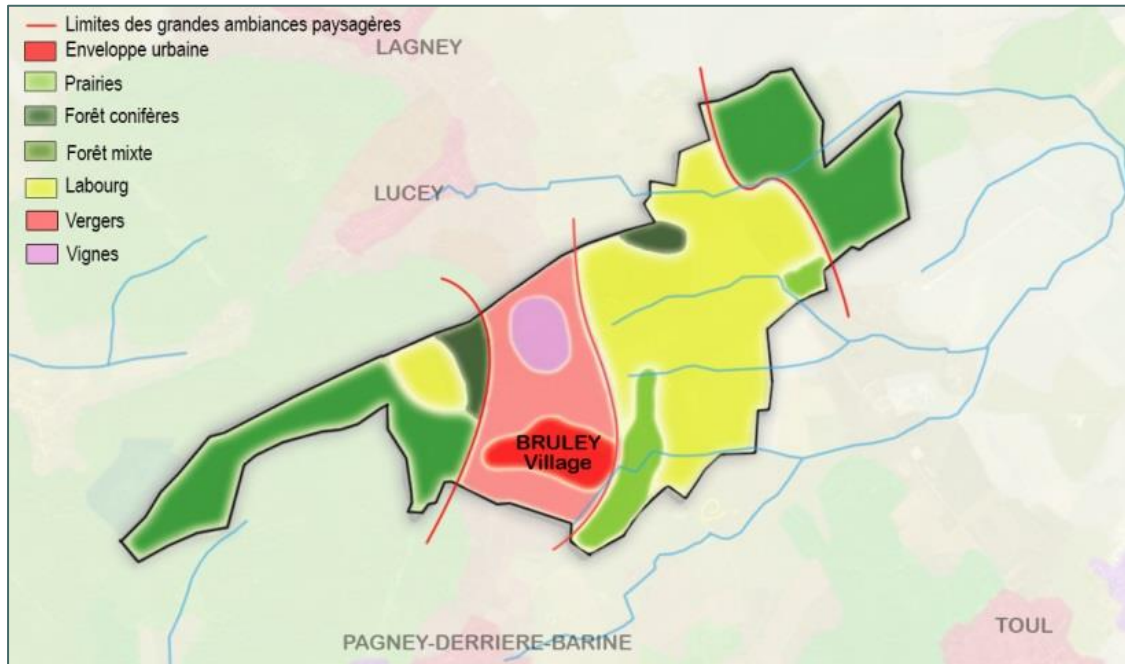 Limites des grandes ambiances paysagères
Enveloppe urbaine
Prairies
Forêt conifères
Forêt mixte
Labourg
Vergers
Vignes
LAGNEY
LUCEY
BRULEY
Village
PAGNEY-DERRIERE-BARINE
TOUL